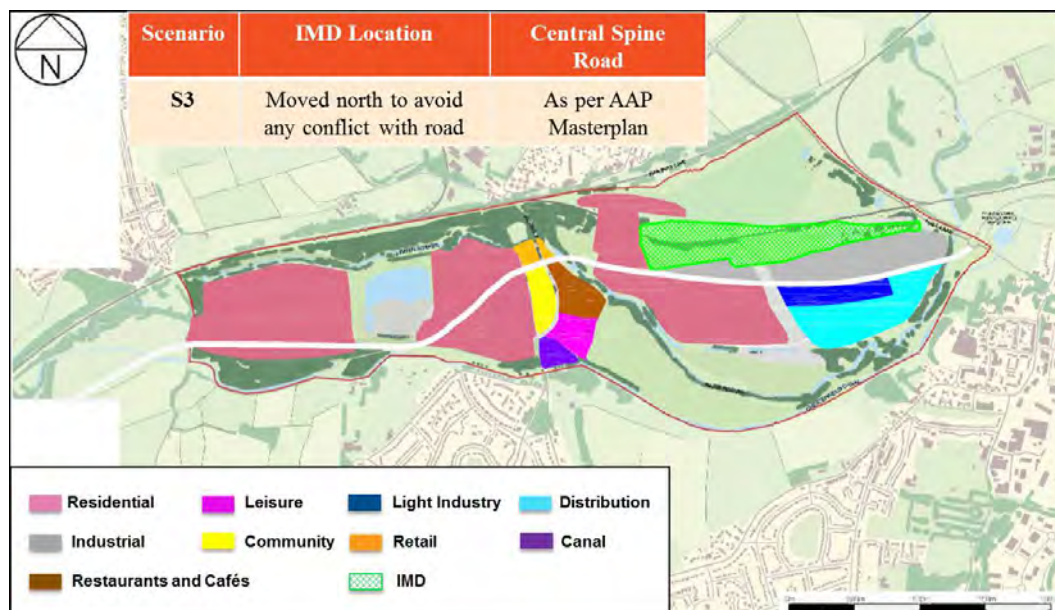 Scenario
IMD Location
Central Spine
Road
S3
Moved north to avoid
any conflict with road
As per AAP
Masterplan
N
Residential
Leisure
Light Industry
Distribution
Industrial
Community
Retail
Canal
Restaurants and Cafés
IMD